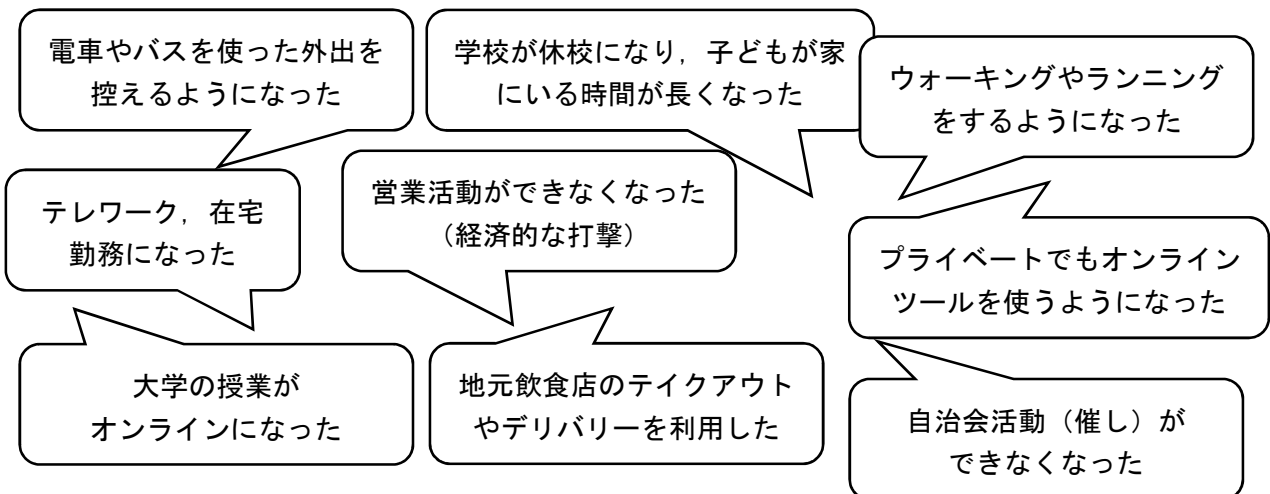 電車やバスを使った外出を
控えるようになった
学校が休校になり，子どもが家
にいる時間が長くなった
ウォーキングやランニング
をするようになった
テレワーク，在宅
勤務になった
営業活動ができなくなった
（経済的な打撃）
プライベートでもオンライン
ツールを使うようになった
大学の授業が
オンラインになった
地元飲食店のテイクアウト
やデリバリーを利用した
自治会活動（催し）が
できなくなった